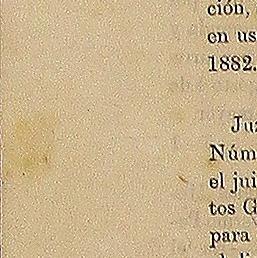 ción,
en us
1882.
Ju
Núm
el jui
tos G
para